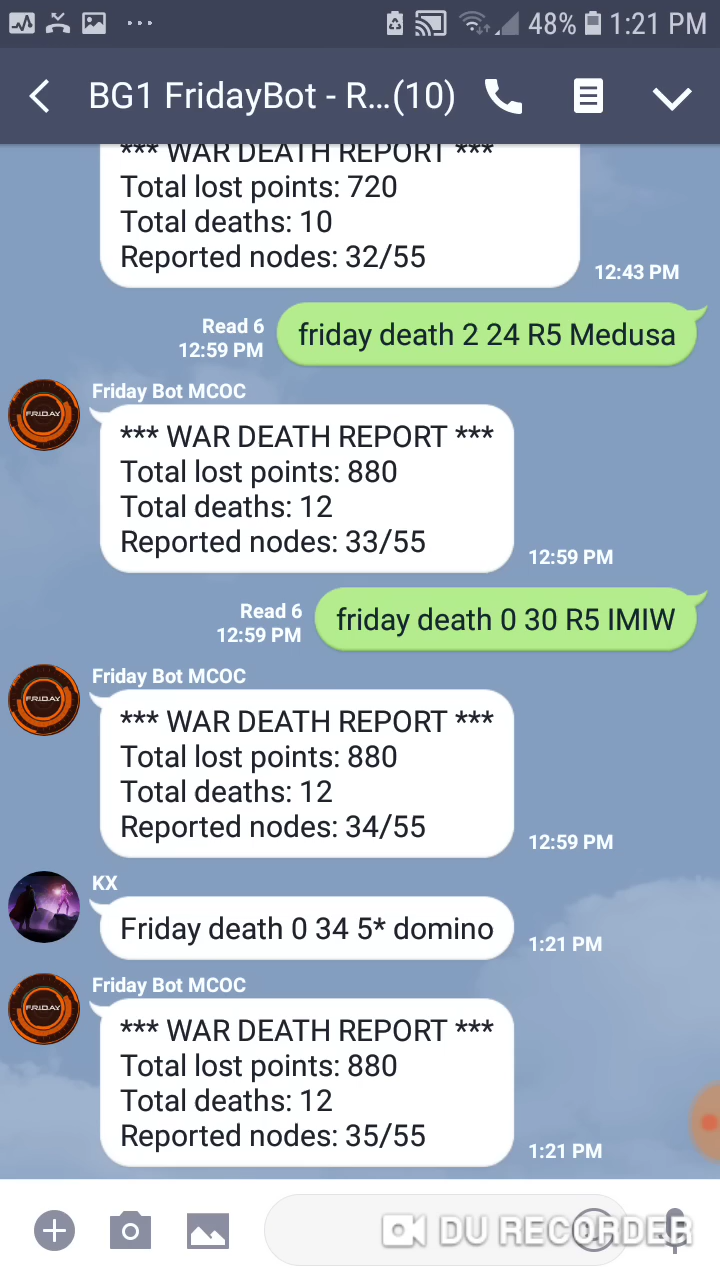 48% 1:21 PM
BG1 FridayBot - R...(10)
*** WAR DEATH REPORT ***
Total lost points: 720
Total deaths: 10
Reported nodes: 32/55
12:43 PM
Read 6
12:59 PM
friday death 2 24 R5 Medusa
Friday Bot MCOC
F.R.I.D.A.Y
*** WAR DEATH REPORT ***
Total lost points: 880
Total deaths: 12
Reported nodes: 33/55
12:59 PM
Read 6
12:59 PM
friday death 0 30 R5 IMIW
Friday Bot MCOC
F.R.I.D.A.Y
*** WAR DEATH REPORT ***
Total lost points: 880
Total deaths: 12
Reported nodes: 34/55
12:59 PM
KX
Friday death 0 34 5* domino
1:21 PM
Friday Bot MCOC
F.R.I.D.A.Y
*** WAR DEATH REPORT ***
Total lost points: 880
Total deaths: 12
Reported nodes: 35/55
1:21 PM
DU RECORDER